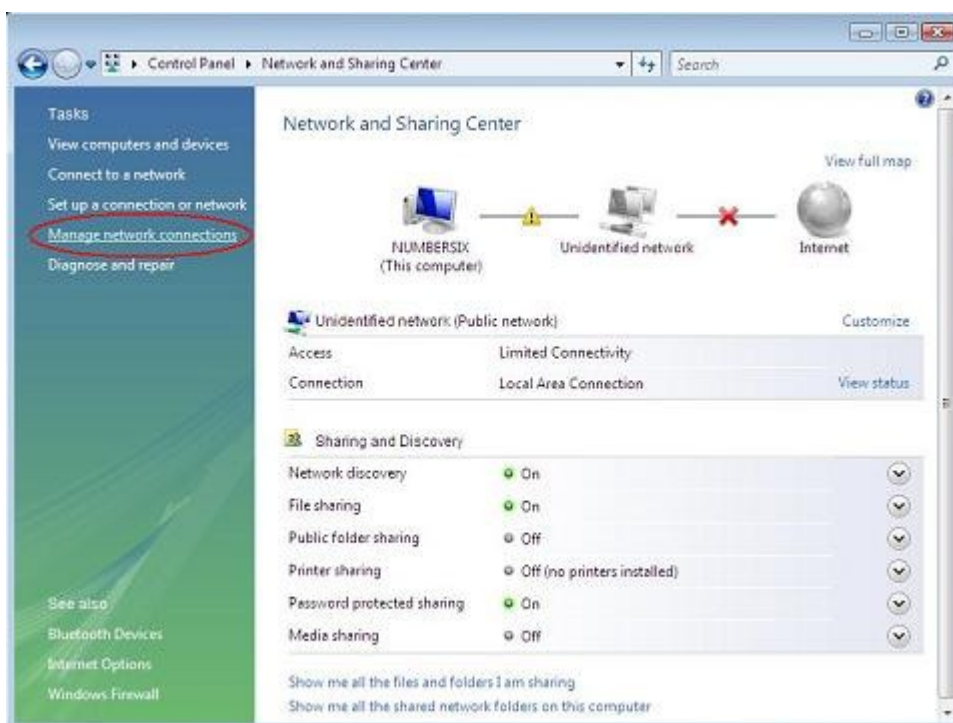 Control Panel Network and Sharing Center Search
Tasks
View computers and devices
Connect to a network
Set up a connection or network
Manage network connections
Diagnose and repair
See also
Bluetooth Devices
Internet Options
Windows Firewall
Network and Sharing Center
View full map
NUMBERSIX
(This computer)
Unidentified network
Internet
Unidentified network (Public network) Customize
Access Limited Connectivity
Connection Local Area Connection View status
Sharing and Discovery
Network discovery On
File sharing On
Public folder sharing Off
Printer sharing Off (no printers installed)
Password protected sharing On
Media sharing Off
Show me all the files and folders I am sharing
Show me all the shared network folders on this computer